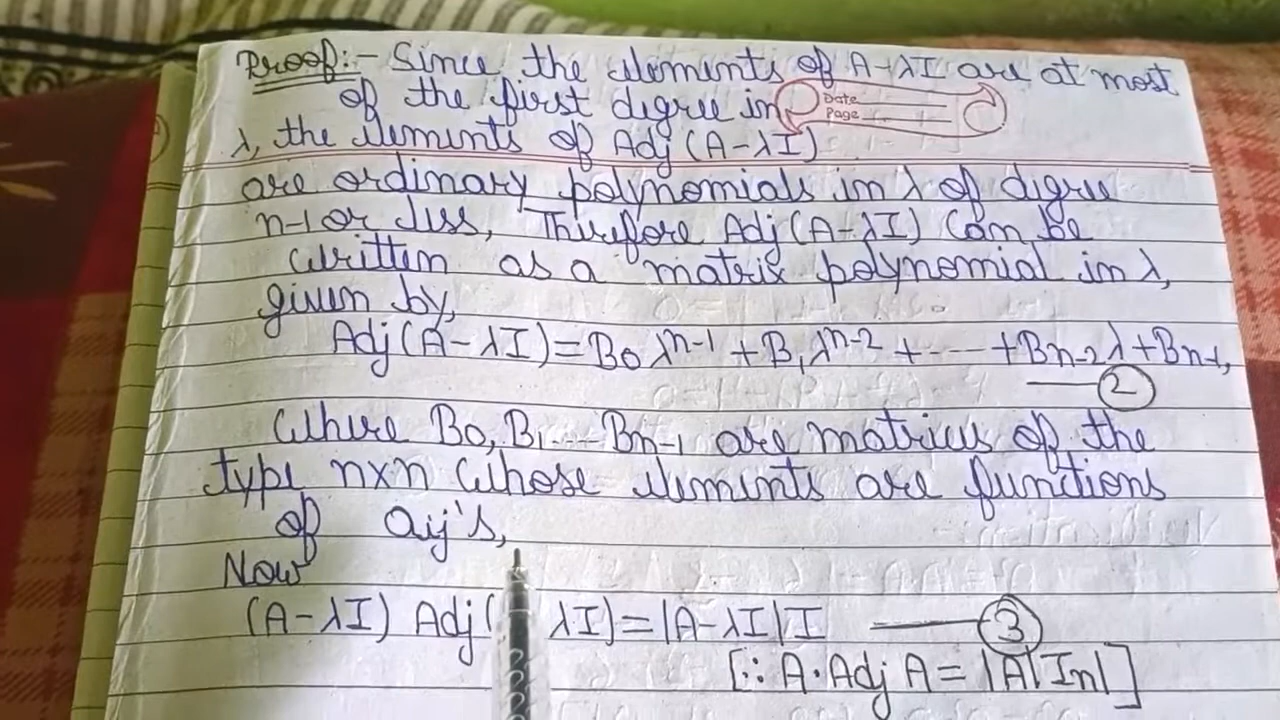 Proof:- Since the elements of A-λI are at most
of the first degree in
Date
Page
λ, the elements of Adj (A-λI)
are ordinary polynomials in λ of degree
n-1 or less, Therefore Adj (A-λI) Can be
Written as a matrix polynomial in λ,
given by,
Adj (A-λI) = B0 λ^n-1 + B1 λ^n-2 + ---- + Bn-2 λ + Bn-1,
—— 2
Where B0, B1 ---- Bn-1 are matrices of the
type n×n Whose elements are functions
of aij's,
Now
(A-λI) Adj ( λI) = |A-λI| I —— 3
[∵ A·Adj A = |A| In|]